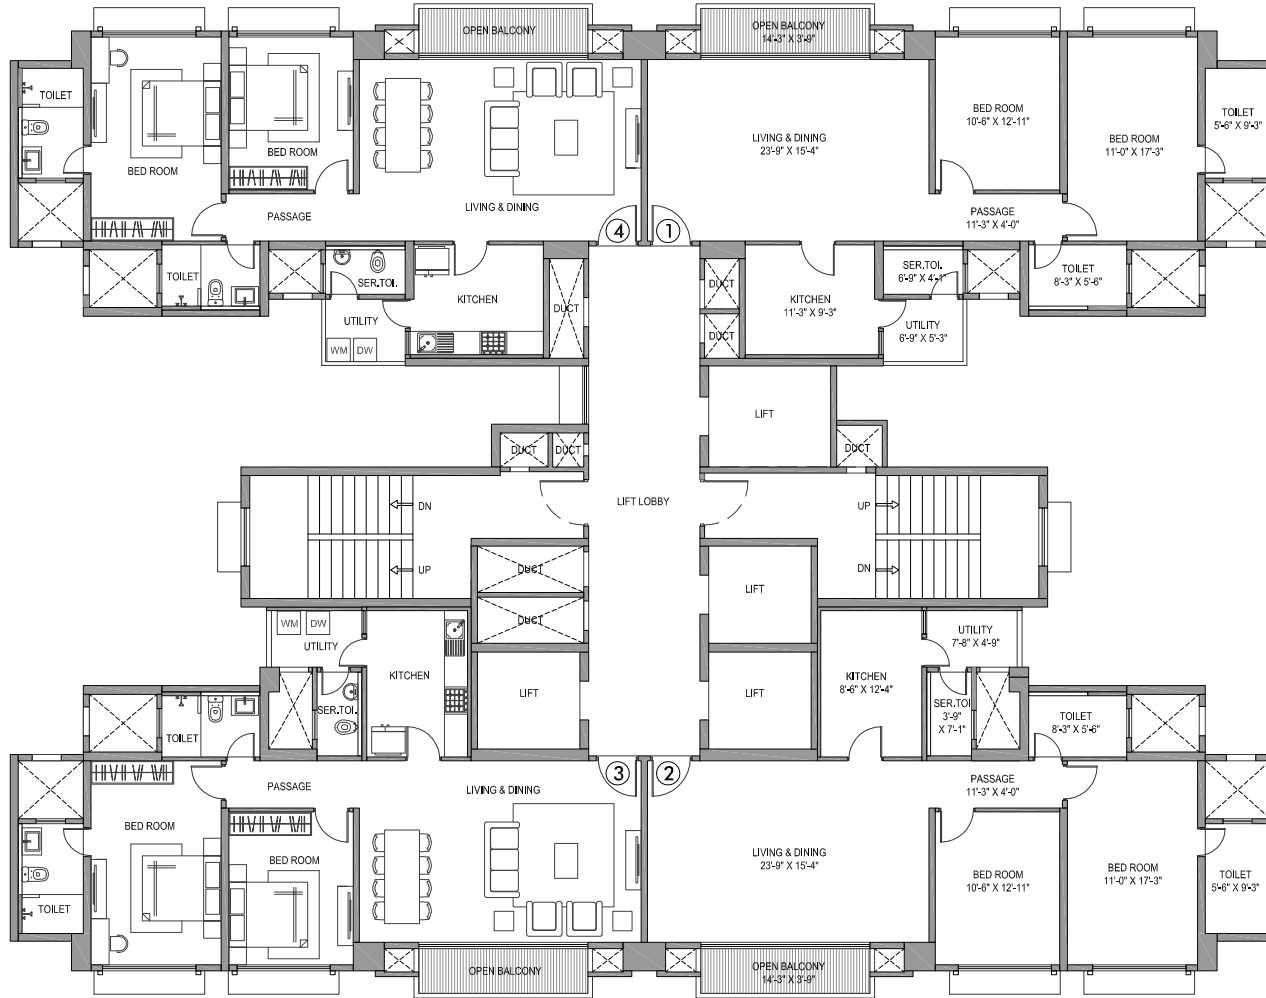 OPEN BALCONY
OPEN BALCONY
14'-3" X 3'-9"
TOILET
BED ROOM
BED ROOM
LIVING & DINING
PASSAGE
LIVING & DINING
23'-9" X 15'-4"
BED ROOM
10'-6" X 12'-11"
BED ROOM
11'-0" X 17'-3"
TOILET
5'-6" X 9'-3"
PASSAGE
11'-3" X 4'-0"
4
1
TOILET
SER.TOI.
KITCHEN
UTILITY
WM
DW
DUCT
DUCT
DUCT
KITCHEN
11'-3" X 9'-3"
SER.TOI.
6'-9" X 4'-1"
UTILITY
6'-9" X 5'-3"
TOILET
8'-3" X 5'-6"
LIFT
DUCT
DUCT
DUCT
DN
UP
LIFT LOBBY
UP
DN
DUCT
DUCT
LIFT
LIFT
LIFT
WM
DW
UTILITY
KITCHEN
SER.TOI.
TOILET
KITCHEN
8'-6" X 12'-4"
UTILITY
7'-8" X 4'-9"
SER.TOI
3'-9"
X 7'-1"
TOILET
8'-3" X 5'-6"
3
2
PASSAGE
LIVING & DINING
BED ROOM
BED ROOM
TOILET
PASSAGE
11'-3" X 4'-0"
LIVING & DINING
23'-9" X 15'-4"
BED ROOM
10'-6" X 12'-11"
BED ROOM
11'-0" X 17'-3"
TOILET
5'-6" X 9'-3"
OPEN BALCONY
OPEN BALCONY
14'-3" X 3'-9"